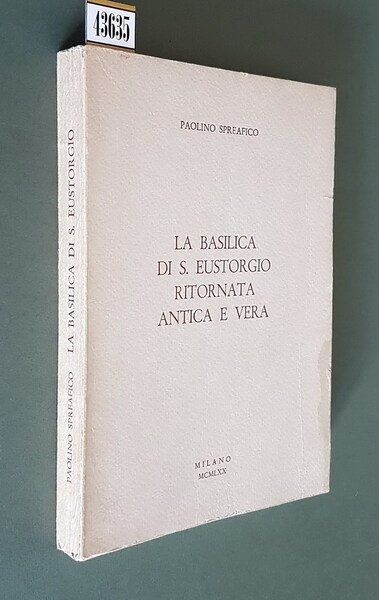 43635
PAOLINO SPREAFICO
LA BASILICA
DI S. EUSTORGIO
RITORNATA
ANTICA E VERA
MILANO
MCMLXX
PAOLINO SPREAFICO LA BASILICA DI S. EUSTORGIO